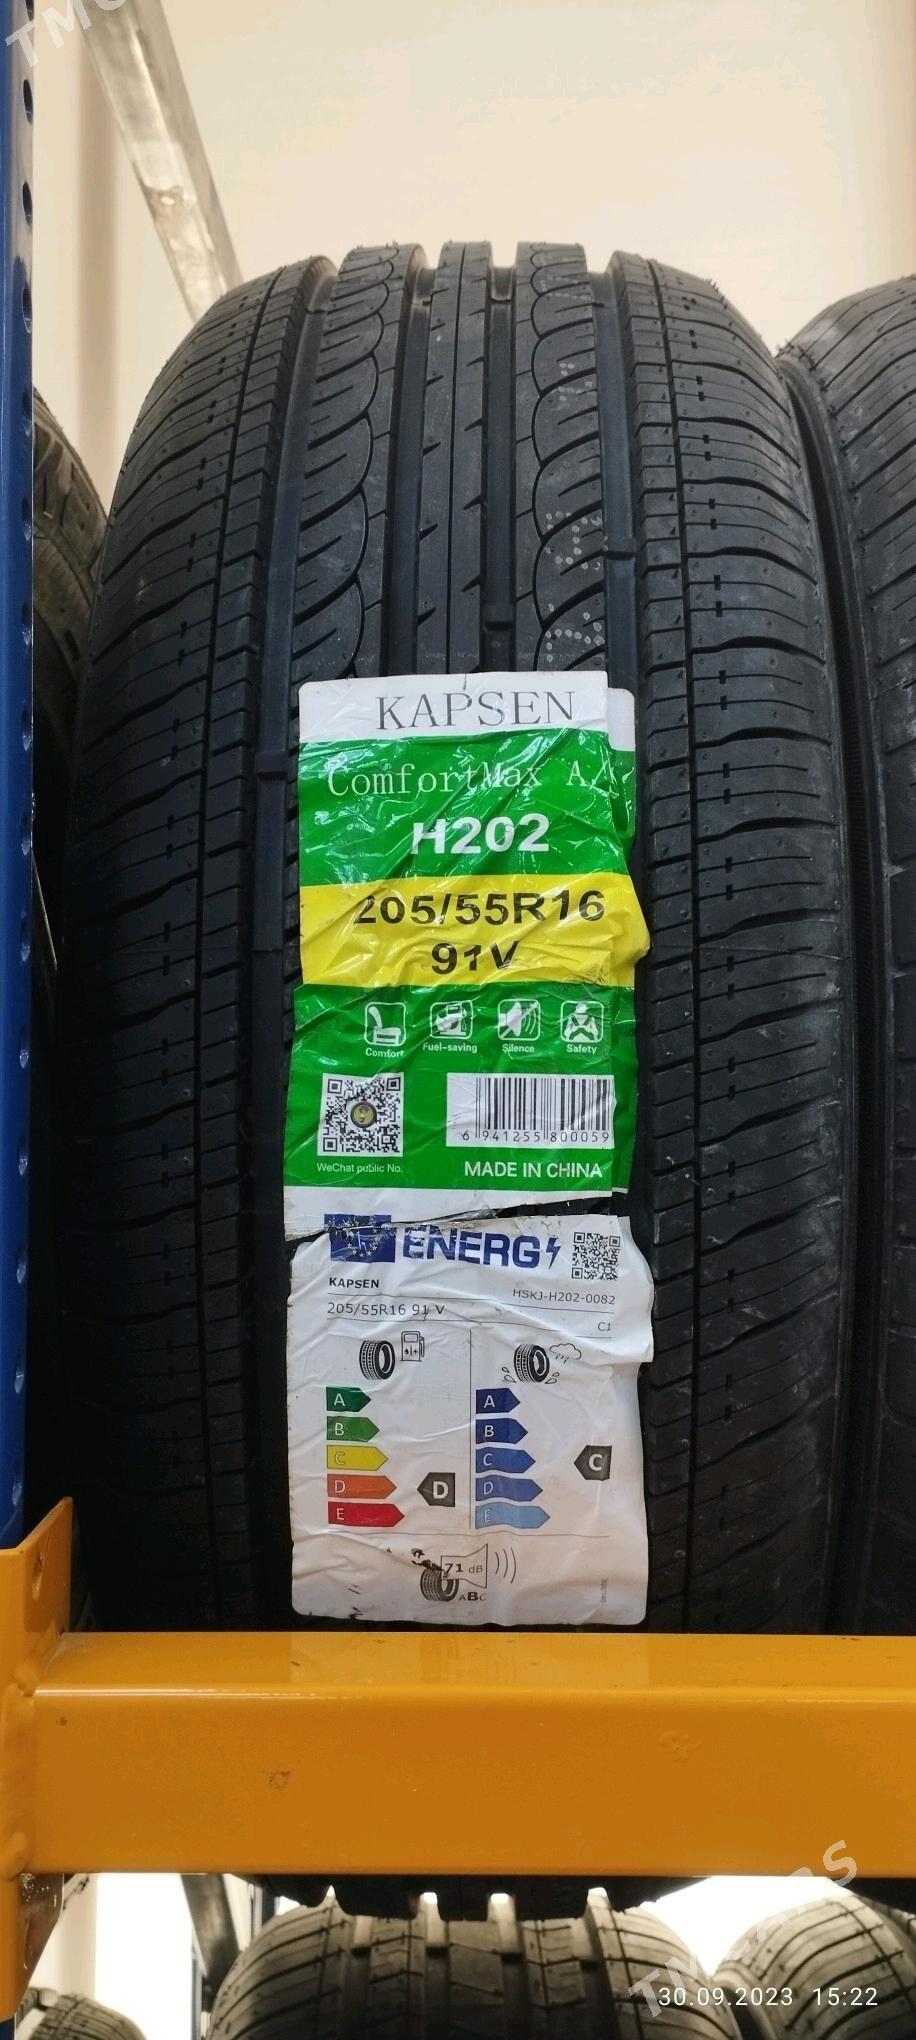 KAPSEN
ComfortMax A/S
H202
205/55R16
91V
Comfort Fuel-saving Silence Safety
6 941255 800059
WeChat public No. MADE IN CHINA
ENERG
KAPSEN HSKJ-H202-0082
205/55R16 91 V C1
A A
B B
C C C
D D D
E E
71 dB
ABC
TMCARS
30.09.2023 15:22